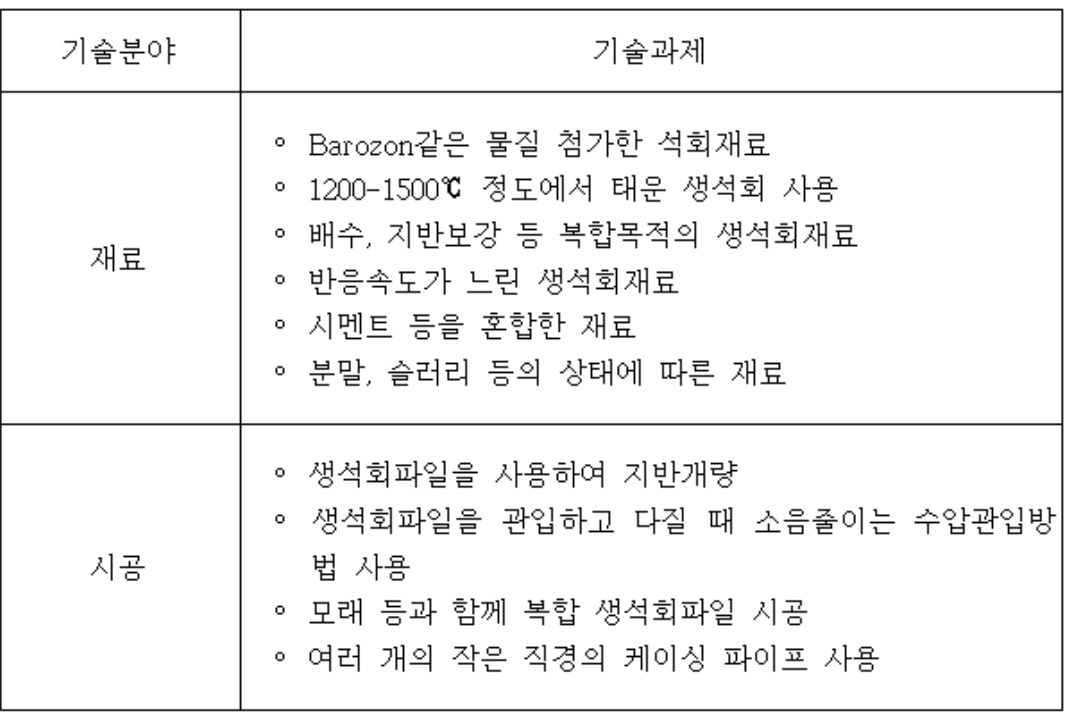 기술분야 기술과제
재료
◦ Barozon같은 물질 첨가한 석회재료
◦ 1200-1500℃ 정도에서 태운 생석회 사용
◦ 배수, 지반보강 등 복합목적의 생석회재료
◦ 반응속도가 느린 생석회재료
◦ 시멘트 등을 혼합한 재료
◦ 분말, 슬러리 등의 상태에 따른 재료
시공
◦ 생석회파일을 사용하여 지반개량
◦ 생석회파일을 관입하고 다질 때 소음줄이는 수압관입방
법 사용
◦ 모래 등과 함께 복합 생석회파일 시공
◦ 여러 개의 작은 직경의 케이싱 파이프 사용